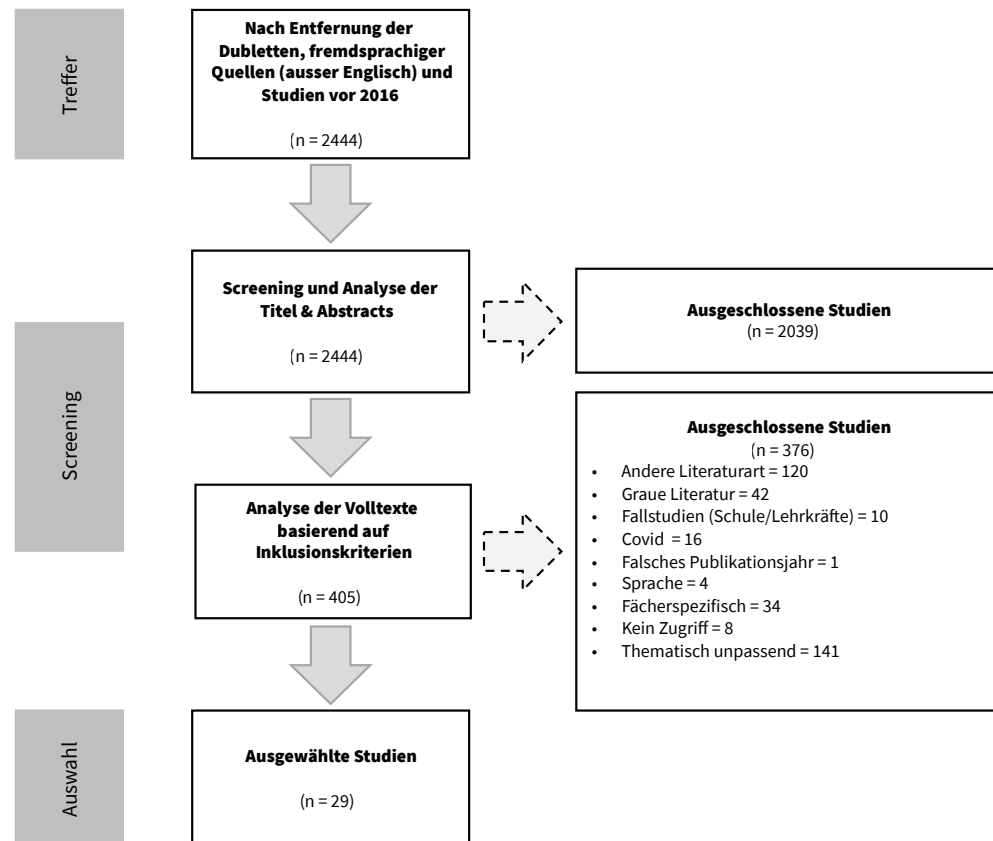 Treffer
Nach Entfernung der
Dubletten, fremdsprachiger
Quellen (ausser Englisch) und
Studien vor 2016
(n = 2444)
Screening
Screening und Analyse der
Titel & Abstracts
(n = 2444)
Ausgeschlossene Studien
(n = 2039)
Analyse der Volltexte
basierend auf
Inklusionskriterien
(n = 405)
Ausgeschlossene Studien
(n = 376)
• Andere Literaturart = 120
• Graue Literatur = 42
• Fallstudien (Schule/Lehrkräfte) = 10
• Covid = 16
• Falsches Publikationsjahr = 1
• Sprache = 4
• Fächerspezifisch = 34
• Kein Zugriff = 8
• Thematisch unpassend = 141
Auswahl
Ausgewählte Studien
(n = 29)